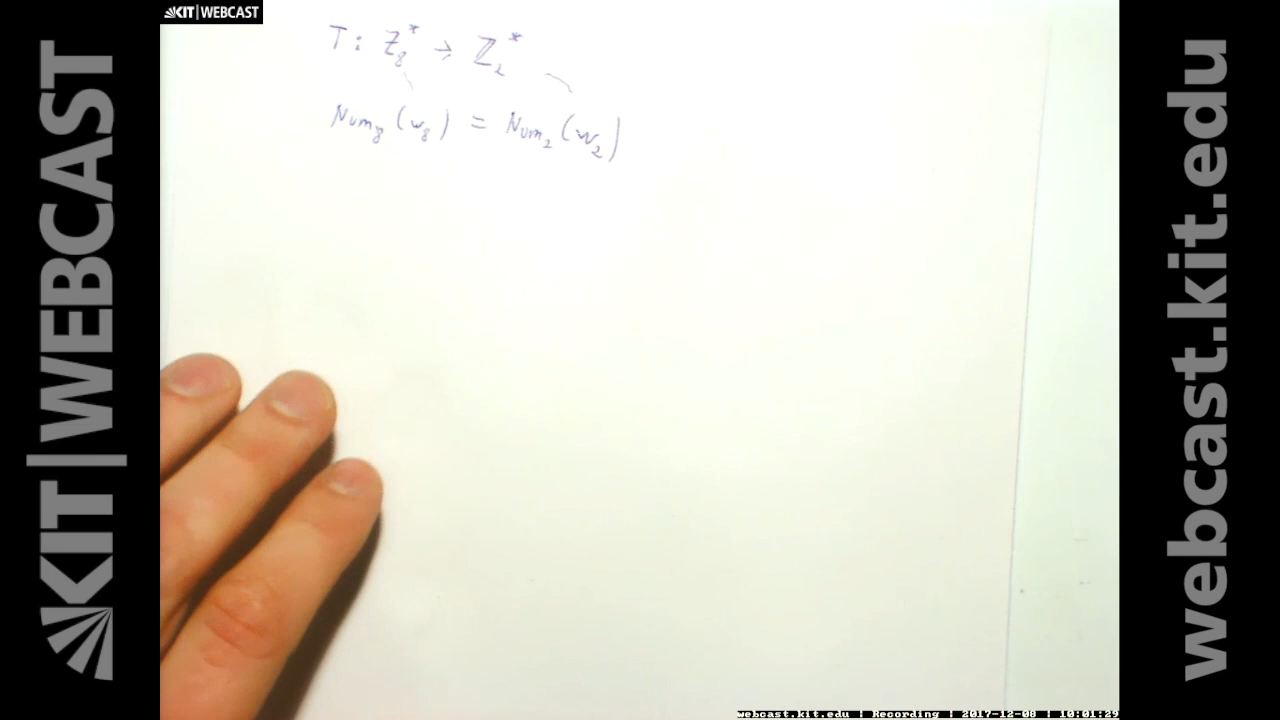 KIT|WEBCAST
T: Z₈* → ℤ₂*
Num₈(w₈) = Num₂(w₂)
KIT|WEBCAST
webcast.kit.edu
webcast.kit.edu | Recording | 2017-12-08 | 10:01:29